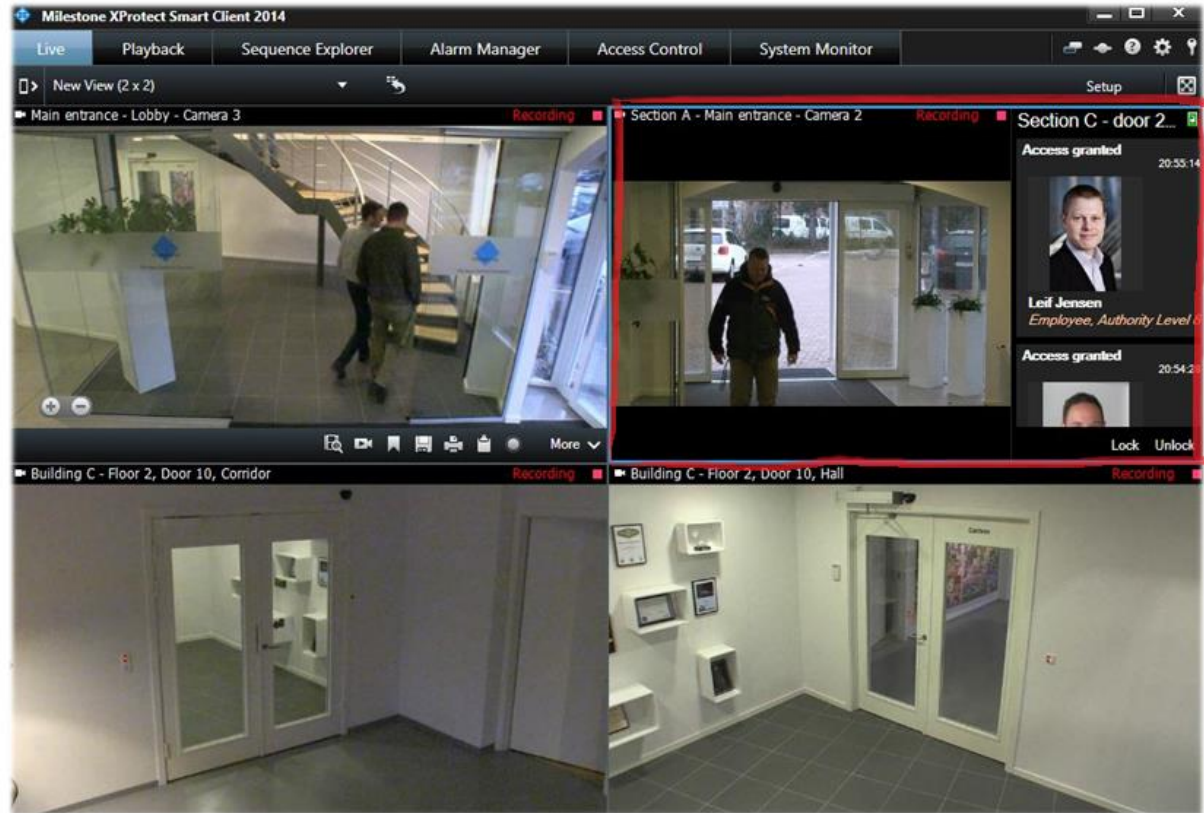 Milestone XProtect Smart Client 2014
Live Playback Sequence Explorer Alarm Manager Access Control System Monitor
New View (2 x 2)
Setup
Main entrance - Lobby - Camera 3 Recording
Section A - Main entrance - Camera 2 Recording
Section C - door 2...
Access granted
20:55:14
Leif Jensen
Employee, Authority Level 6
Access granted
20:54:28
Lock Unlock
More
Building C - Floor 2, Door 10, Corridor Recording
Building C - Floor 2, Door 10, Hall Recording